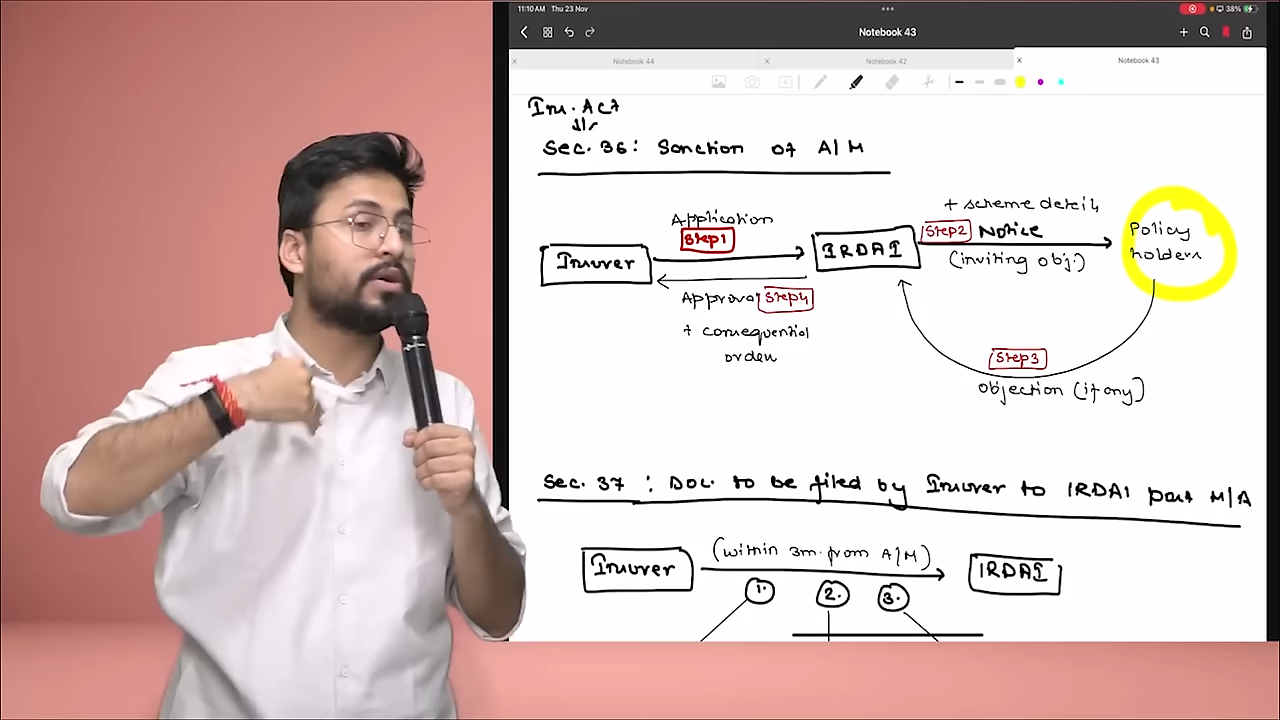 11:10 AM Thu 23 Nov
38%
Notebook 43
Notebook 44
Notebook 42
Notebook 43
Ins. Act
Sec. 36: Sanction of A/M
+ scheme details
Application
Step1
Step2 Notice
Policy
holders
Insurer
IRDAI
(inviting obj.)
Approval Step4
+ consequential
orders
Step3
Objection (if any)
Sec. 37 : Doc. to be filed by Insurer to IRDAI post M/A
(within 3m. from A/M)
Insurer
IRDAI
1.
2.
3.